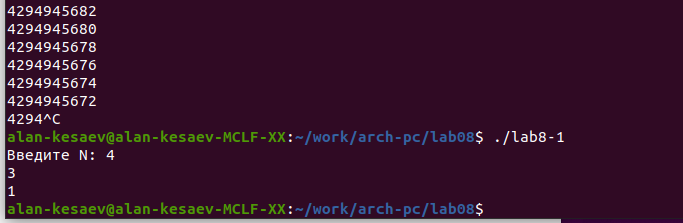 4294945682
4294945680
4294945678
4294945676
4294945674
4294945672
4294^C
alan-kesaev@alan-kesaev-MCLF-XX:~/work/arch-pc/lab08$ ./lab8-1
Введите N: 4
3
1
alan-kesaev@alan-kesaev-MCLF-XX:~/work/arch-pc/lab08$